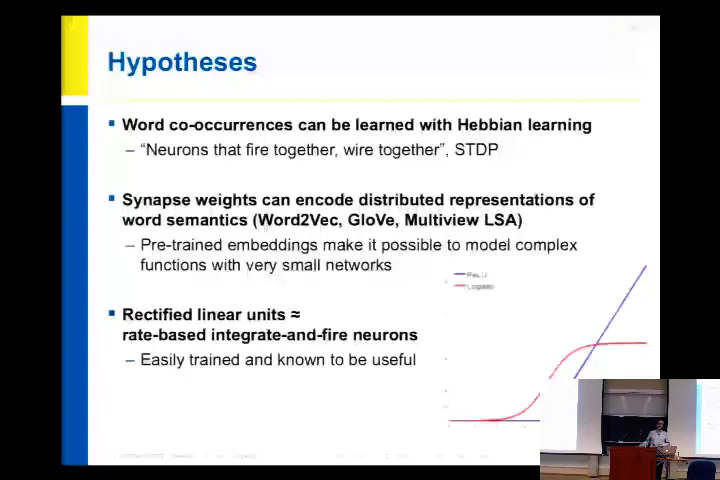 Hypotheses
▪ Word co-occurrences can be learned with Hebbian learning
– “Neurons that fire together, wire together”, STDP
▪ Synapse weights can encode distributed representations of
word semantics (Word2Vec, GloVe, Multiview LSA)
– Pre-trained embeddings make it possible to model complex
functions with very small networks
ReLU
Logistic
▪ Rectified linear units ≈
rate-based integrate-and-fire neurons
– Easily trained and known to be useful